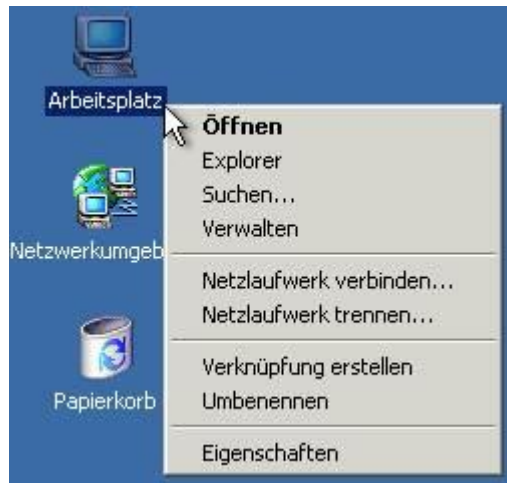 Arbeitsplatz
Öffnen
Explorer
Suchen...
Verwalten
Netzwerkumgeb
Netzlaufwerk verbinden...
Netzlaufwerk trennen...
Verknüpfung erstellen
Papierkorb
Umbenennen
Eigenschaften